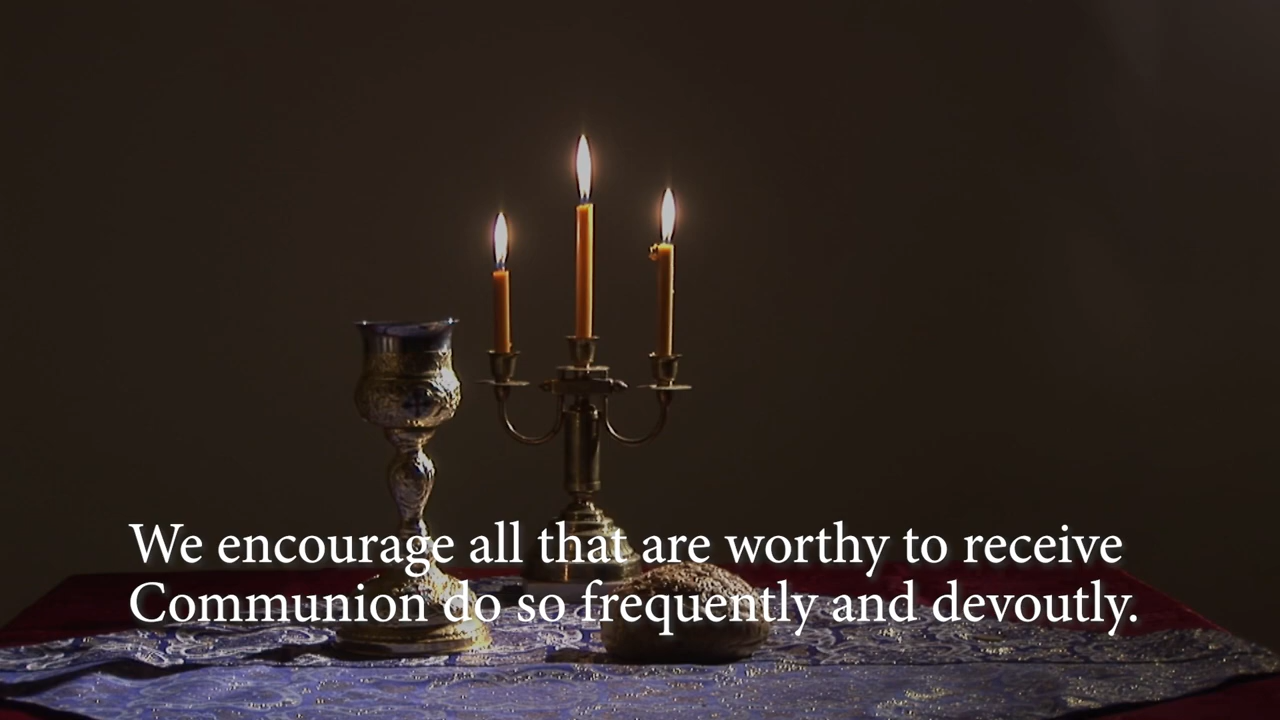 We encourage all that are worthy to receive
Communion do so frequently and devoutly.